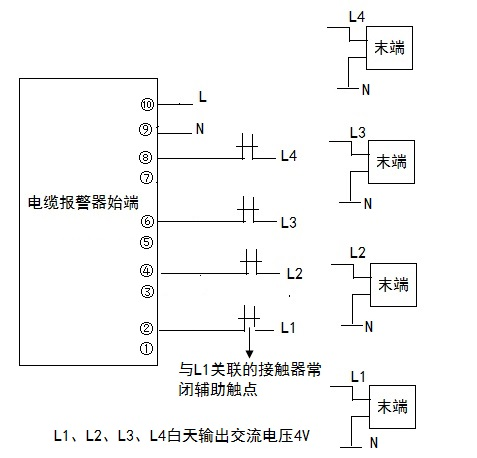 L4
末端
N
⑩ L
⑨ N
⑧ L4
⑦
电缆报警器始端
⑥ L3
⑤
④ L2
③
② L1
①
L3
末端
N
L2
末端
N
L1
末端
N
与L1关联的接触器常
闭辅助触点
L1、L2、L3、L4白天输出交流电压4V